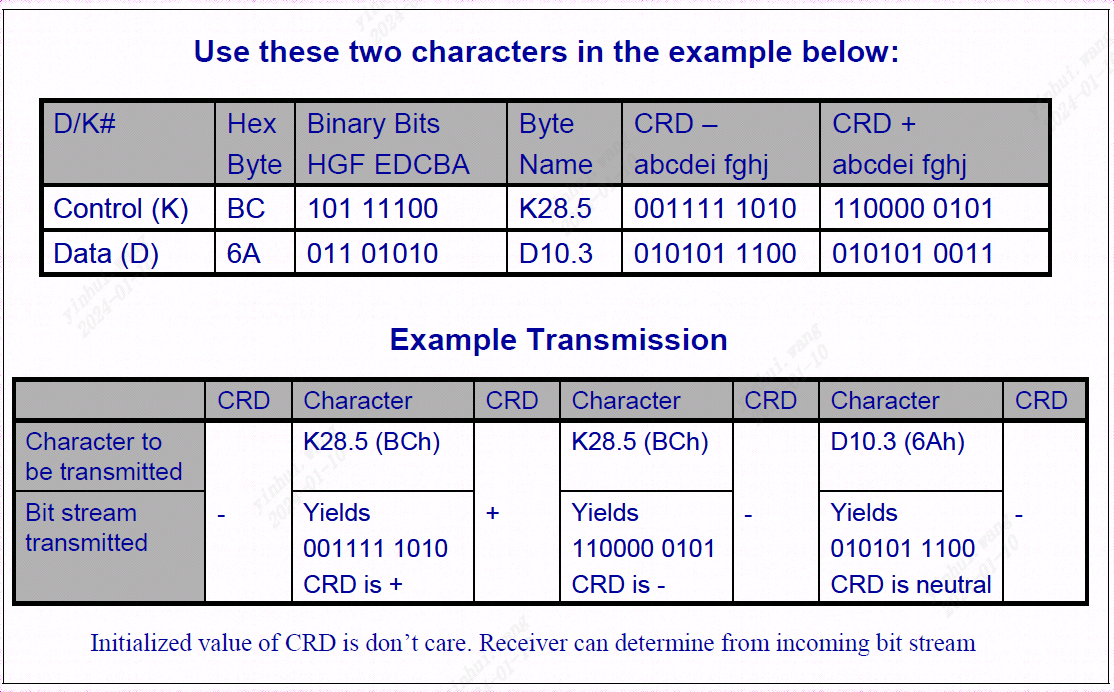 Use these two characters in the example below:
D/K# Hex Byte Binary Bits HGF EDCBA Byte Name CRD – abcdei fghj CRD + abcdei fghj
Control (K) BC 101 11100 K28.5 001111 1010 110000 0101
Data (D) 6A 011 01010 D10.3 010101 1100 010101 0011
Example Transmission
CRD Character CRD Character CRD Character CRD
Character to be transmitted K28.5 (BCh) K28.5 (BCh) D10.3 (6Ah)
Bit stream transmitted - Yields 001111 1010 CRD is + + Yields 110000 0101 CRD is - - Yields 010101 1100 CRD is neutral -
Initialized value of CRD is don’t care. Receiver can determine from incoming bit stream
yinhui.wang
2024-01-10